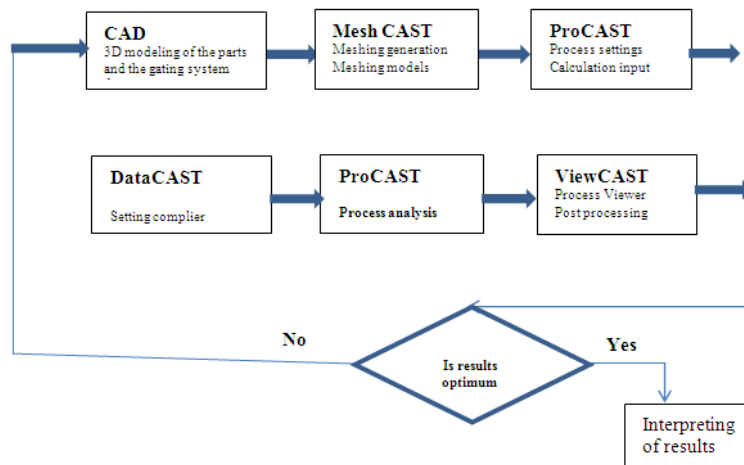 CAD
3D modeling of the parts
and the gating system
Mesh CAST
Meshing generation
Meshing models
ProCAST
Process settings
Calculation input
DataCAST
Setting complier
ProCAST
Process analysis
ViewCAST
Process Viewer
Post processing
No
Is results
optimum
Yes
Interpreting
of results